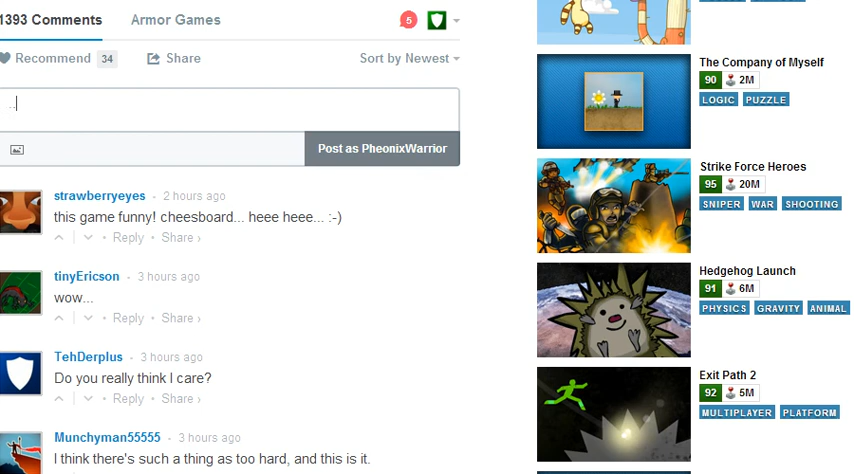 1393 Comments
Armor Games
5
Recommend 34
Share
Sort by Newest
..
Post as PheonixWarrior
strawberryeyes • 2 hours ago
this game funny! cheesboard... heee heee... :-)
Reply • Share ›
tinyEricson • 3 hours ago
wow...
Reply • Share ›
TehDerplus • 3 hours ago
Do you really think I care?
Reply • Share ›
Munchyman55555 • 3 hours ago
I think there's such a thing as too hard, and this is it.
The Company of Myself
90 2M
LOGIC PUZZLE
Strike Force Heroes
95 20M
SNIPER WAR SHOOTING
Hedgehog Launch
91 6M
PHYSICS GRAVITY ANIMAL
Exit Path 2
92 5M
MULTIPLAYER PLATFORM